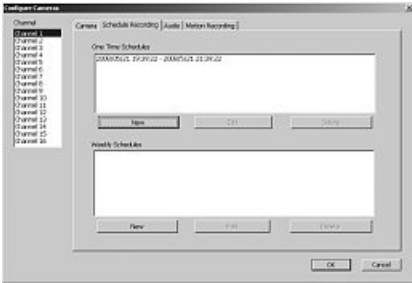 Configure Cameras
Channel
Channel 1
Channel 2
Channel 3
Channel 4
Channel 5
Channel 6
Channel 7
Channel 8
Channel 9
Channel 10
Channel 11
Channel 12
Channel 13
Channel 14
Channel 15
Channel 16
Camera
Schedule Recording
Audio
Motion Recording
One Time Schedules
New
Edit
Delete
Weekly Schedules
New
Edit
Delete
OK
Cancel